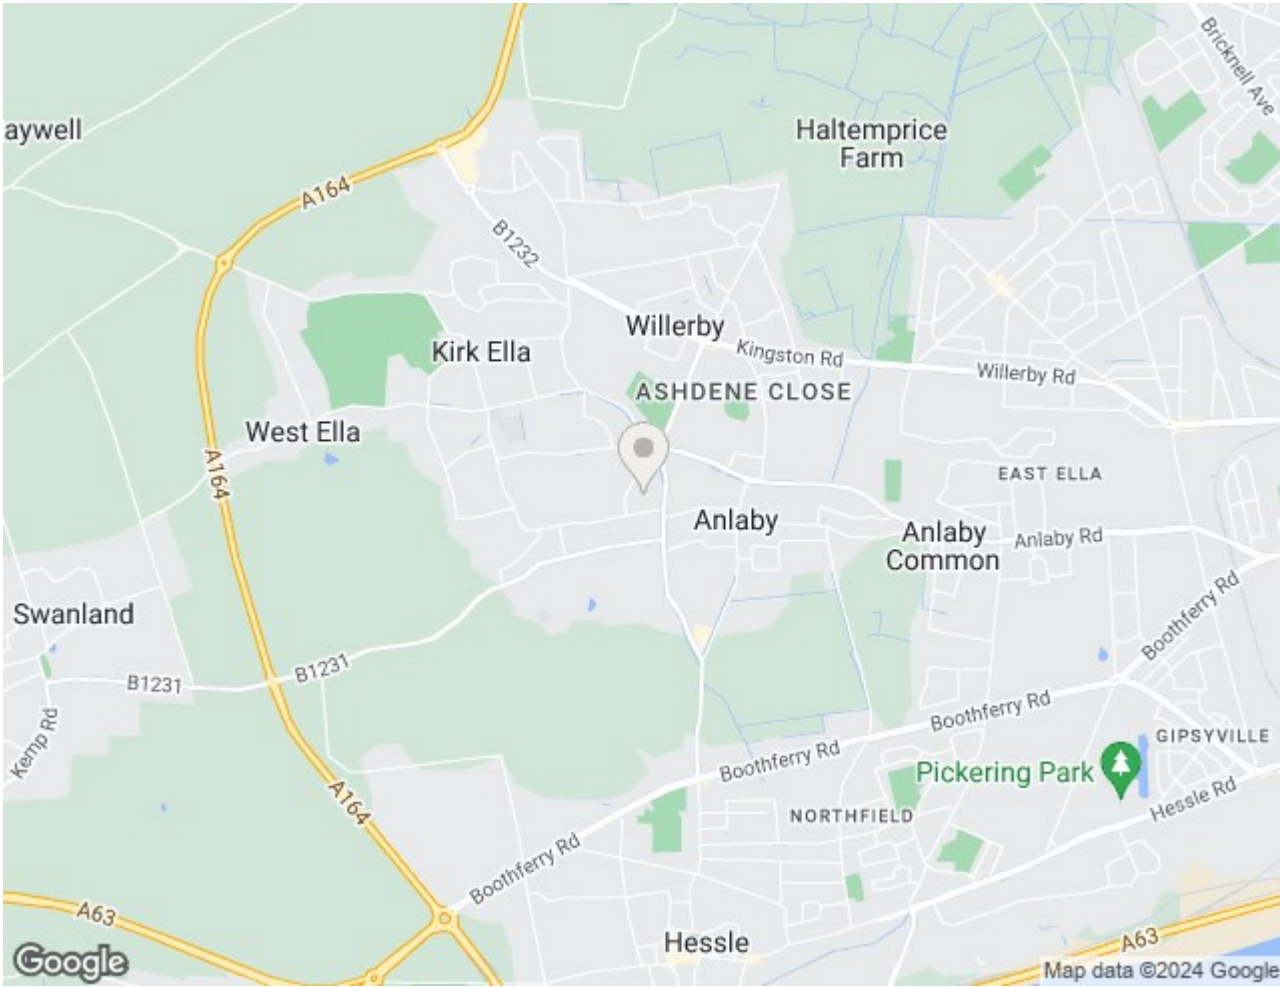 Bricknell Ave
aywell
Haltemprice
Farm
A164
B1232
Willerby
Kirk Ella
Kingston Rd
Willerby Rd
ASHDENE CLOSE
West Ella
A164
EAST ELLA
Anlaby
Anlaby
Common
Anlaby Rd
Swanland
Boothferry Rd
B1231
B1231
Kemp Rd
Boothferry Rd
Boothferry Rd
GIPSYVILLE
Pickering Park
A164
Hessle Rd
NORTHFIELD
Boothferry Rd
A63
Hessle
A63
Google
Map data ©2024 Google